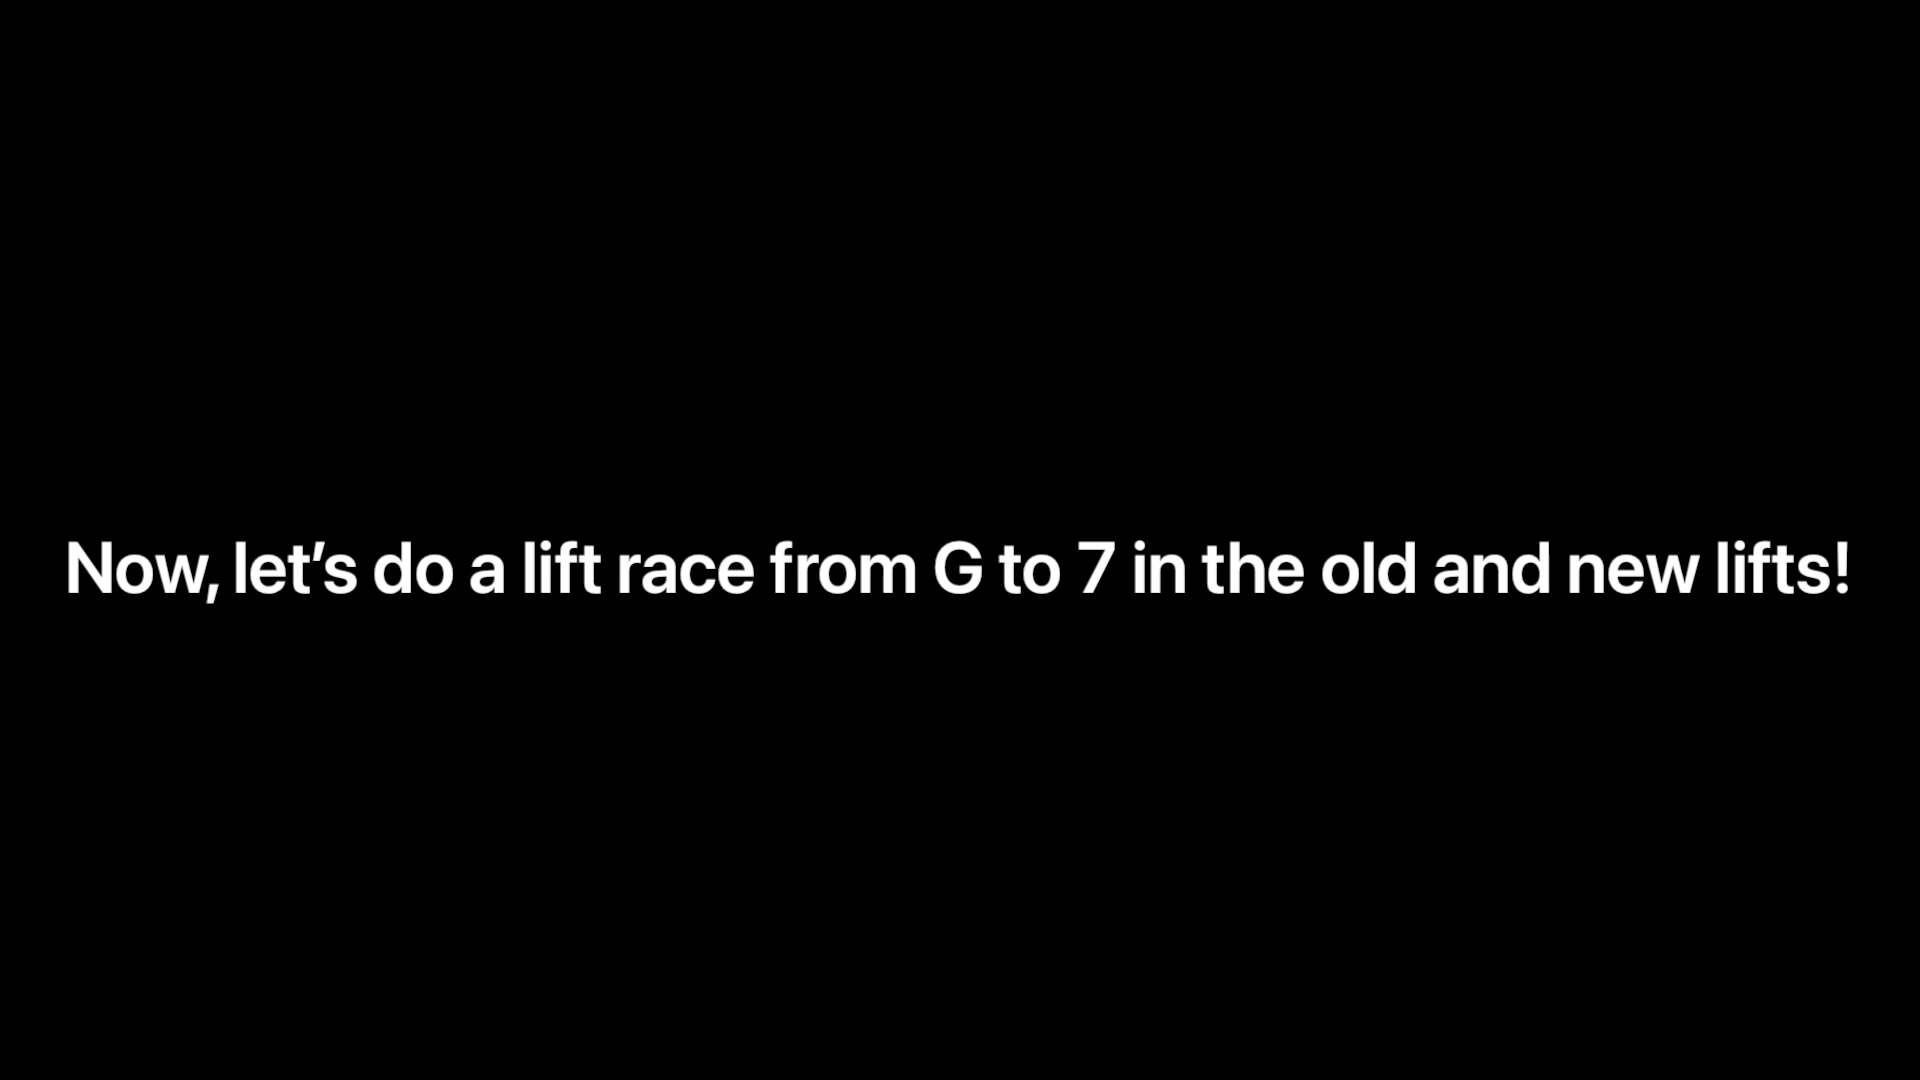 Now, let’s do a lift race from G to 7 in the old and new lifts!